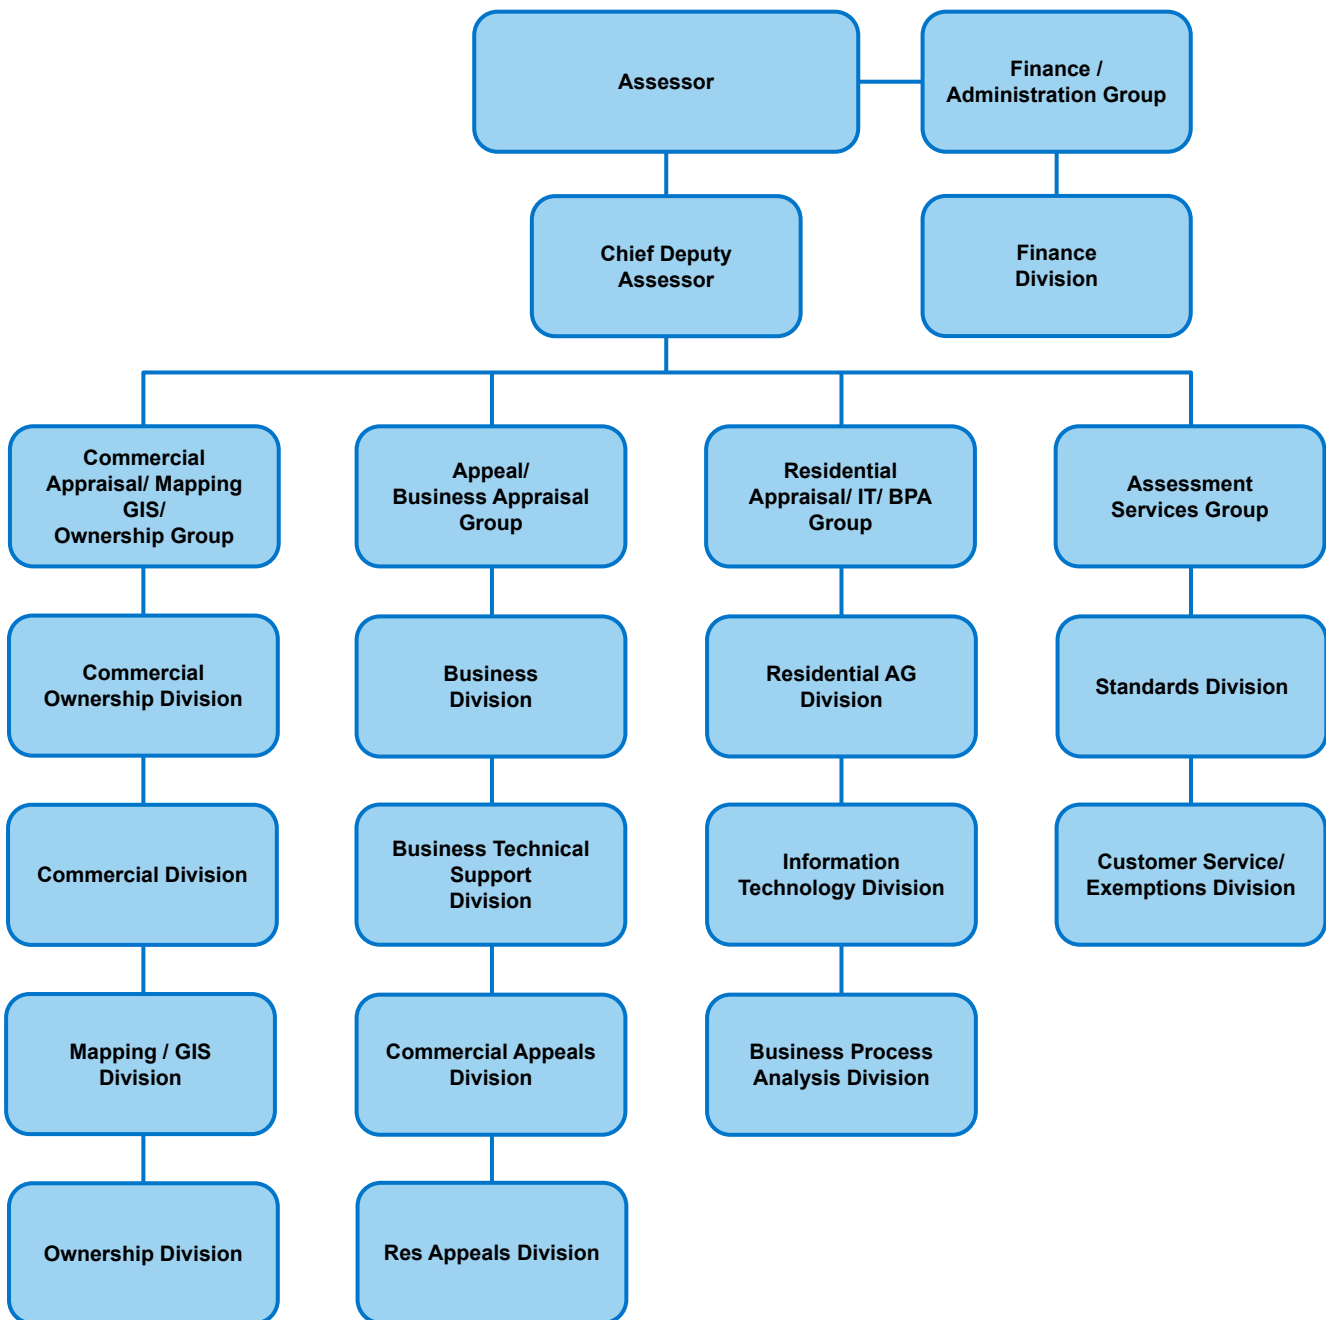 Assessor
Finance /
Administration Group
Chief Deputy
Assessor
Finance
Division
Commercial
Appraisal/ Mapping
GIS/
Ownership Group
Appeal/
Business Appraisal
Group
Residential
Appraisal/ IT/ BPA
Group
Assessment
Services Group
Commercial
Ownership Division
Business
Division
Residential AG
Division
Standards Division
Commercial Division
Business Technical
Support
Division
Information
Technology Division
Customer Service/
Exemptions Division
Mapping / GIS
Division
Commercial Appeals
Division
Business Process
Analysis Division
Ownership Division
Res Appeals Division